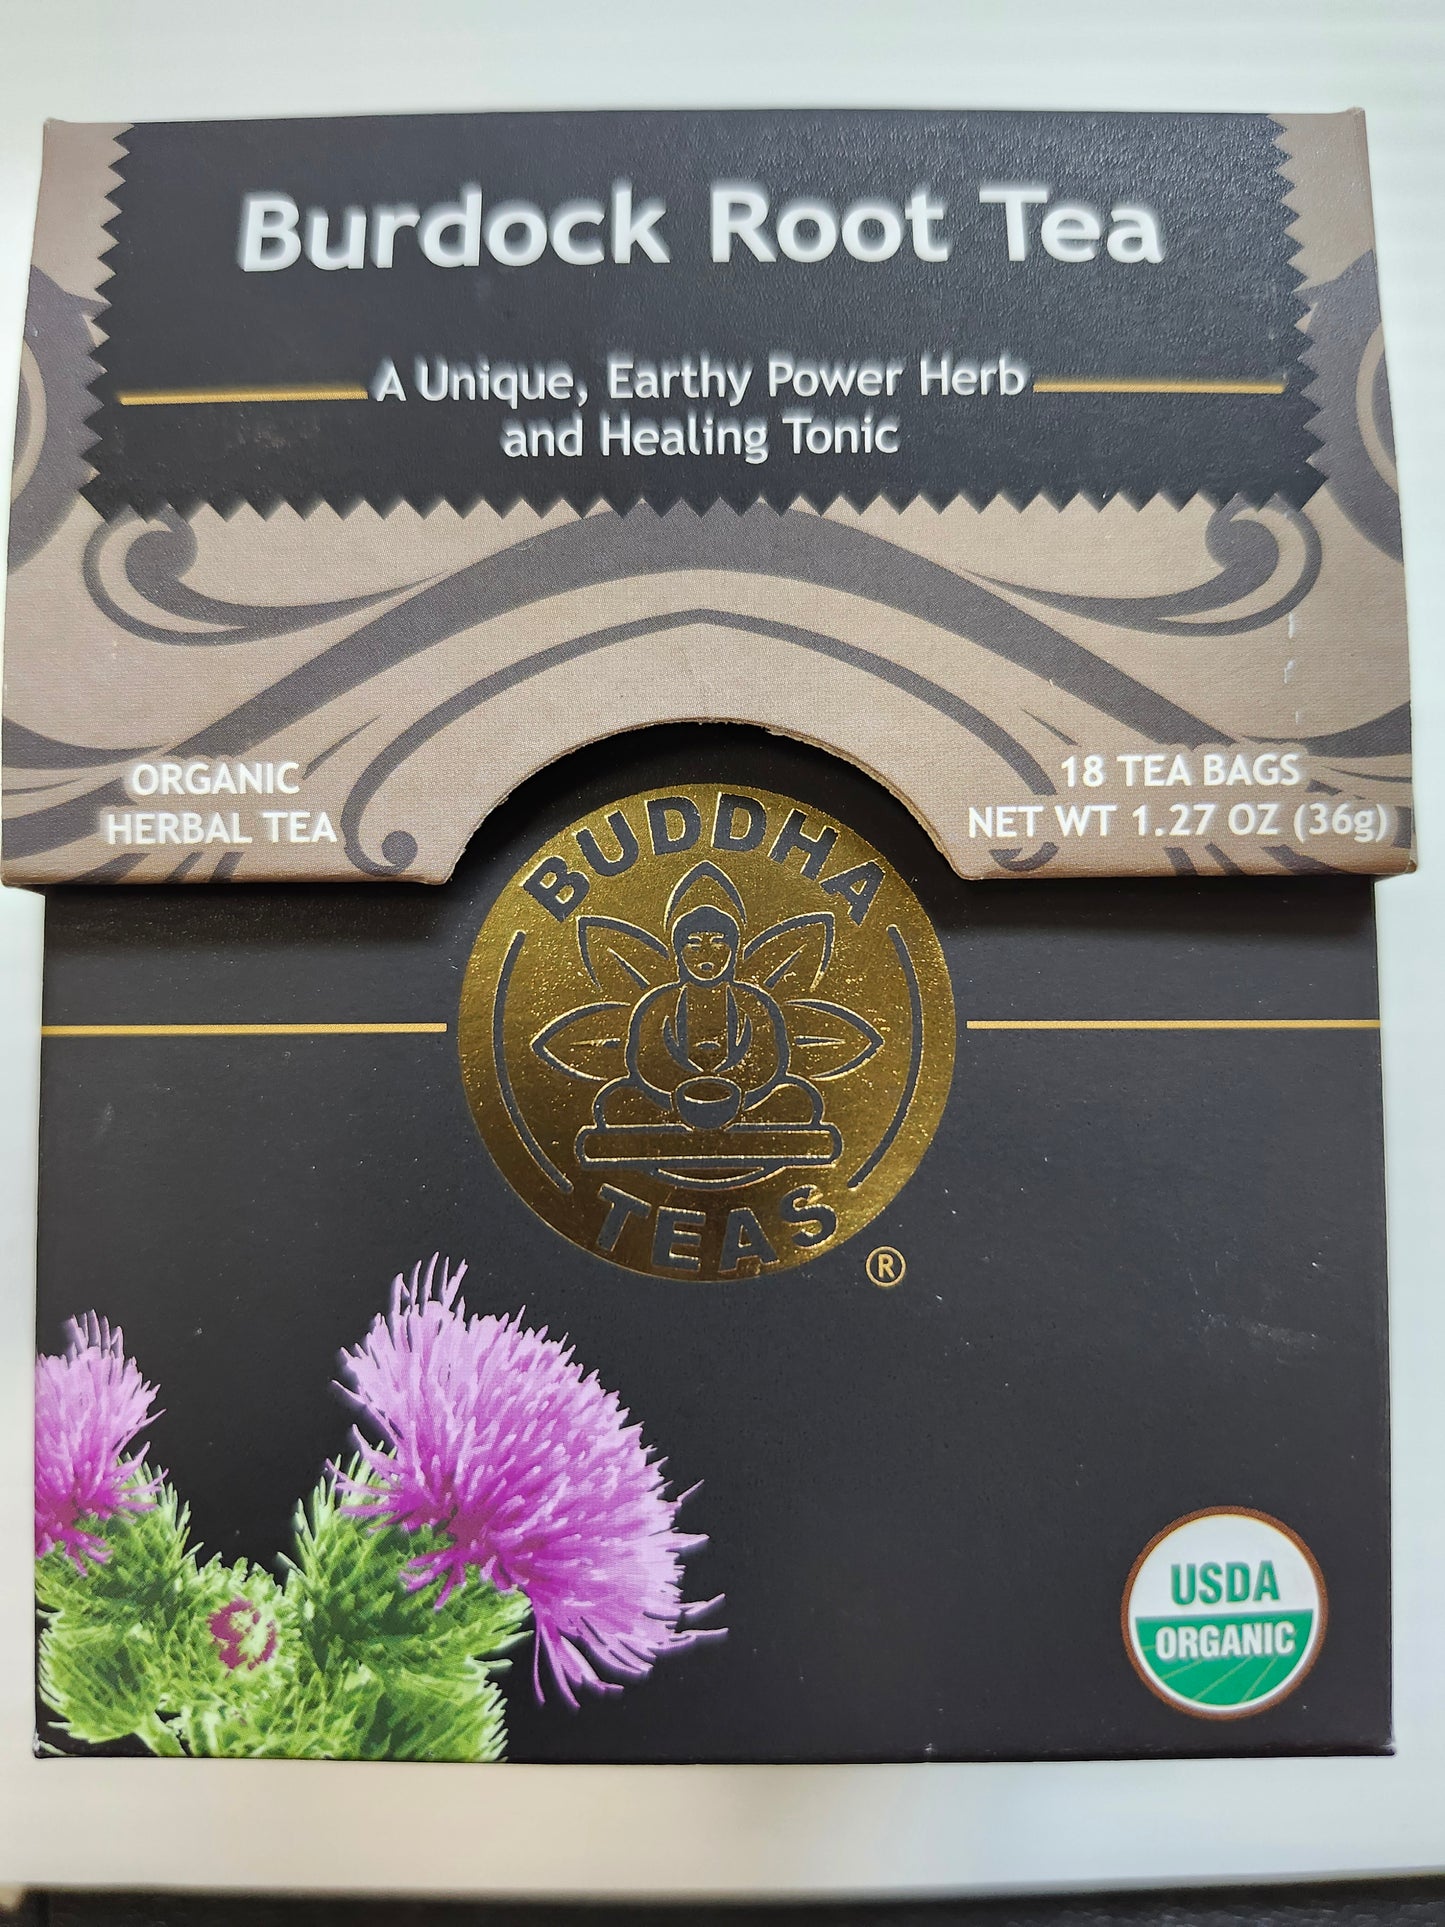 Burdock Root Tea
A Unique, Earthy Power Herb
and Healing Tonic
ORGANIC
HERBAL TEA
18 TEA BAGS
NET WT 1.27 OZ (36g)
BUDDHA
TEAS
®
USDA
ORGANIC